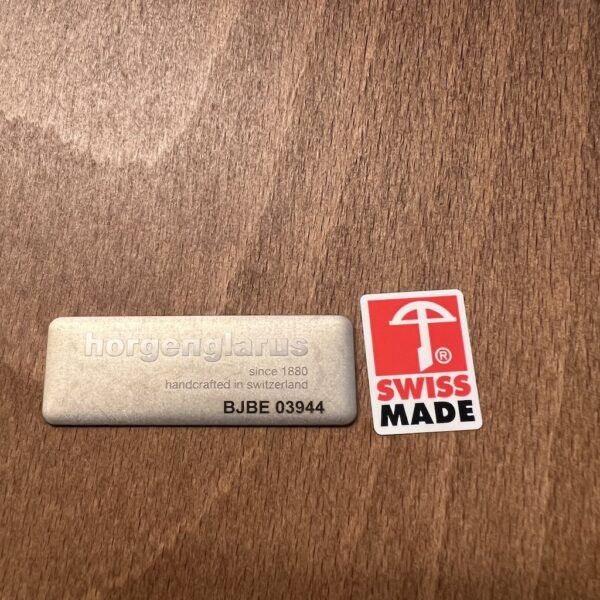 horgenglarus
since 1880
handcrafted in switzerland
BJBE 03944
®
SWISS
MADE